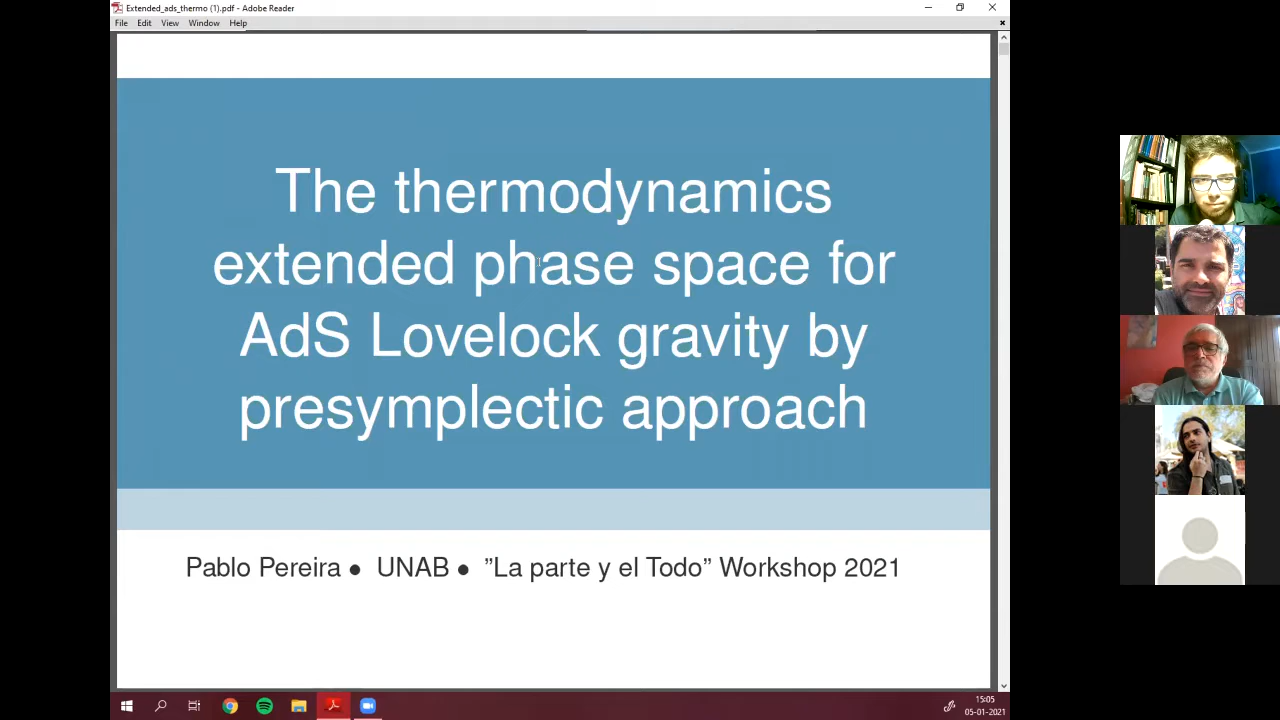 Extended_ads_thermo (1).pdf - Adobe Reader
File Edit View Window Help
The thermodynamics
extended phase space for
AdS Lovelock gravity by
presymplectic approach
Pablo Pereira ● UNAB ● ”La parte y el Todo” Workshop 2021
15:05
05-01-2021